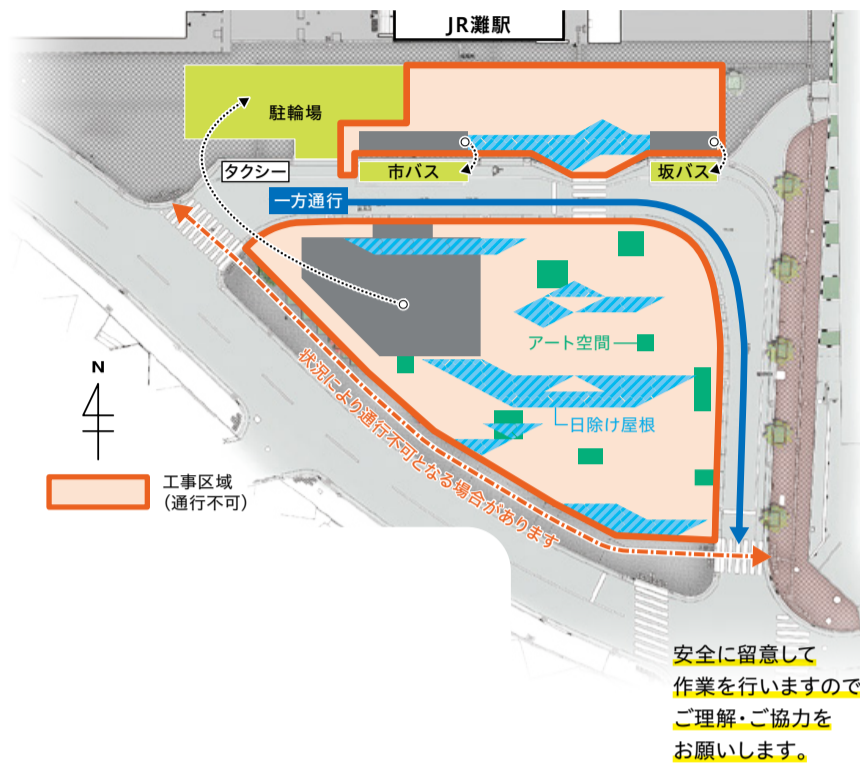 JR灘駅
駐輪場
タクシー
市バス
坂バス
一方通行
アート空間
日除け屋根
状況により通行不可となる場合があります
N
工事区域
（通行不可）
安全に留意して
作業を行いますので
ご理解・ご協力を
お願いします。